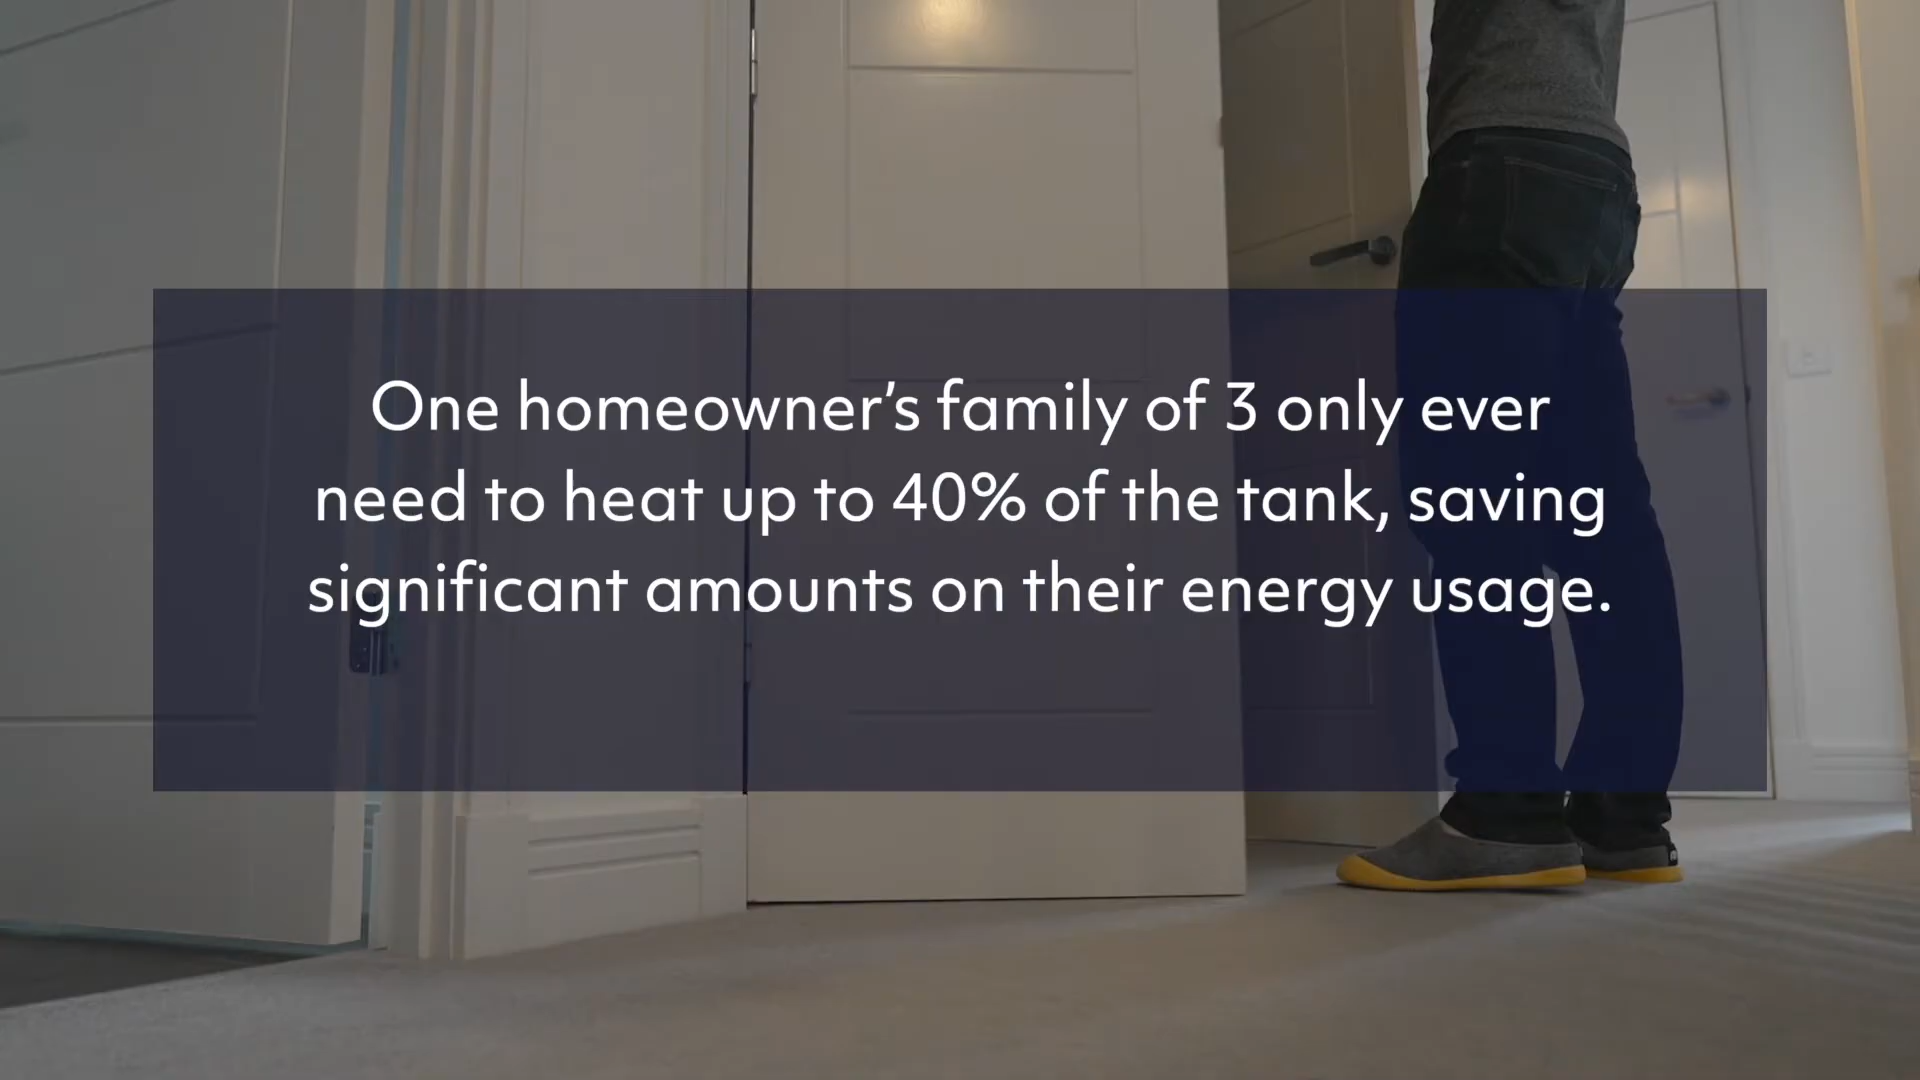 One homeowner’s family of 3 only ever
need to heat up to 40% of the tank, saving
significant amounts on their energy usage.